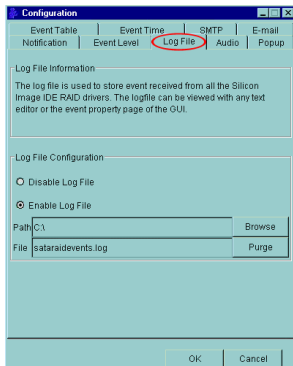 Configuration
Event Table Event Time SMTP E-mail
Notification Event Level Log File Audio Popup
Log File Information
The log file is used to store event received from all the Silicon
Image IDE RAID drivers. The logfile can be viewed with any text
editor or the event property page of the GUI.
Log File Configuration
Disable Log File
Enable Log File
Path C:\ Browse
File sataraidevents.log Purge
OK Cancel